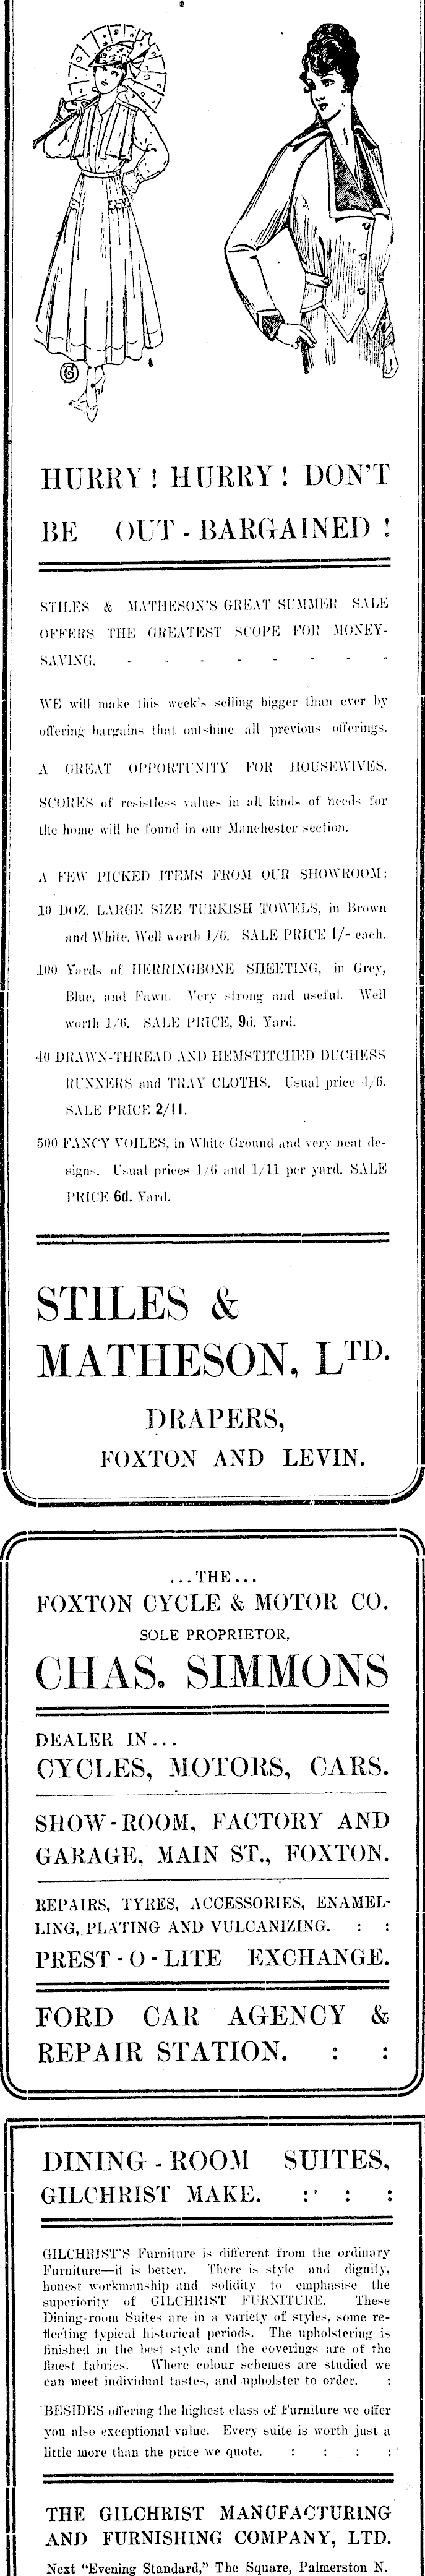 G
HURRY! HURRY! DON'T
BE OUT-BARGAINED!
STILES & MATHESON'S GREAT SUMMER SALE
OFFERS THE GREATEST SCOPE FOR MONEY-
SAVING. - - - - - - - -
WE will make this week's selling bigger than ever by
offering bargains that outshine all previous offerings.
A GREAT OPPORTUNITY FOR HOUSEWIVES.
SCORES of resistless values in all kinds of needs for
the home will be found in our Manchester section.
A FEW PICKED ITEMS FROM OUR SHOWROOM:
10 DOZ. LARGE SIZE TURKISH TOWELS, in Brown
and White. Well worth 1/6. SALE PRICE 1/- each.
100 Yards of HERRINGBONE SHEETING, in Grey,
Blue, and Fawn. Very strong and useful. Well
worth 1/6. SALE PRICE, 9d. Yard.
40 DRAWN-THREAD AND HEMSTITCHED DUCHESS
RUNNERS and TRAY CLOTHS. Usual price 4/6.
SALE PRICE 2/11.
500 FANCY VOILES, in White Ground and very neat de-
signs. Usual prices 1/6 and 1/11 per yard. SALE
PRICE 6d. Yard.
STILES &
MATHESON, LTD.
DRAPERS,
FOXTON AND LEVIN.
...THE...
FOXTON CYCLE & MOTOR CO.
SOLE PROPRIETOR,
CHAS. SIMMONS
DEALER IN...
CYCLES, MOTORS, CARS.
SHOW-ROOM, FACTORY AND
GARAGE, MAIN ST., FOXTON.
REPAIRS, TYRES, ACCESSORIES, ENAMEL-
LING, PLATING AND VULCANIZING. : :
PREST-O-LITE EXCHANGE.
FORD CAR AGENCY &
REPAIR STATION. : :
DINING-ROOM SUITES,
GILCHRIST MAKE. : : :
GILCHRIST'S Furniture is different from the ordinary
Furniture—it is better. There is style and dignity,
honest workmanship and solidity to emphasise the
superiority of GILCHRIST FURNITURE. These
Dining-room Suites are in a variety of styles, some re-
flecting typical historical periods. The upholstering is
finished in the best style and the coverings are of the
finest fabrics. Where colour schemes are studied we
can meet individual tastes, and upholster to order. :
BESIDES offering the highest class of Furniture we offer
you also exceptional value. Every suite is worth just a
little more than the price we quote. : : : :
THE GILCHRIST MANUFACTURING
AND FURNISHING COMPANY, LTD.
Next "Evening Standard," The Square, Palmerston N.